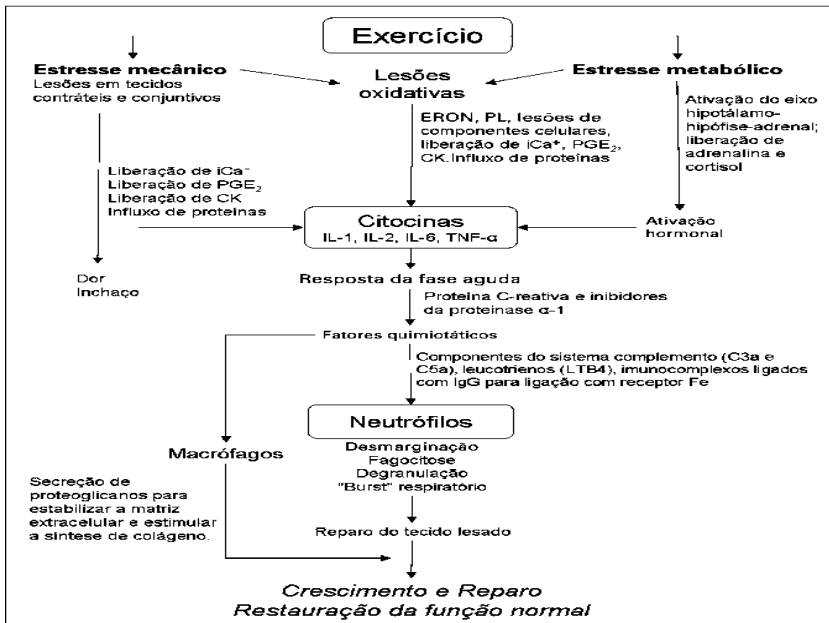 Exercício
Estresse mecânico
Lesões em tecidos
contráteis e conjuntivos
Lesões
oxidativas
Estresse metabólico
Ativação do eixo
hipotálamo-
hipófise-adrenal;
liberação de
adrenalina e
cortisol
ERON, PL, lesões de
componentes celulares,
liberação de iCa⁺, PGE₂,
CK.Influxo de proteínas
Liberação de iCa⁻
Liberação de PGE₂
Liberação de CK
Influxo de proteínas
Citocinas
IL-1, IL-2, IL-6, TNF-α
Ativação
hormonal
Dor
Inchaço
Resposta da fase aguda
Proteína C-reativa e inibidores
da proteinase α-1
Fatores quimiotáticos
Componentes do sistema complemento (C3a e
C5a), leucotrienos (LTB4), imunocomplexos ligados
com IgG para ligação com receptor Fe
Neutrófilos
Desmarginação
Fagocitose
Degranulação
"Burst" respiratório
Macrófagos
Secreção de
proteoglicanos para
estabilizar a matriz
extracelular e estimular
a síntese de colágeno.
Reparo do tecido lesado
Crescimento e Reparo
Restauração da função normal